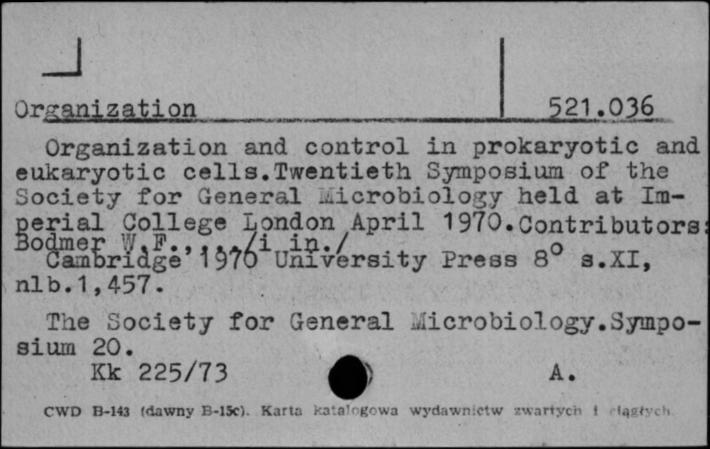 Organization 521.036
Organization and control in prokaryotic and
eukaryotic cells.Twentieth Symposium of the
Society for General Microbiology held at Im-
perial College London April 1970.Contributors:
Bodmer W.F.,.../i in./
Cambridge 1970 University Press 8° s.XI,
nlb.1,457.
The Society for General Microbiology.Sympo-
sium 20.
Kk 225/73 A.
CWD B-143 (dawny B-15c). Karta katalogowa wydawnictw zwartych i ciągłych.